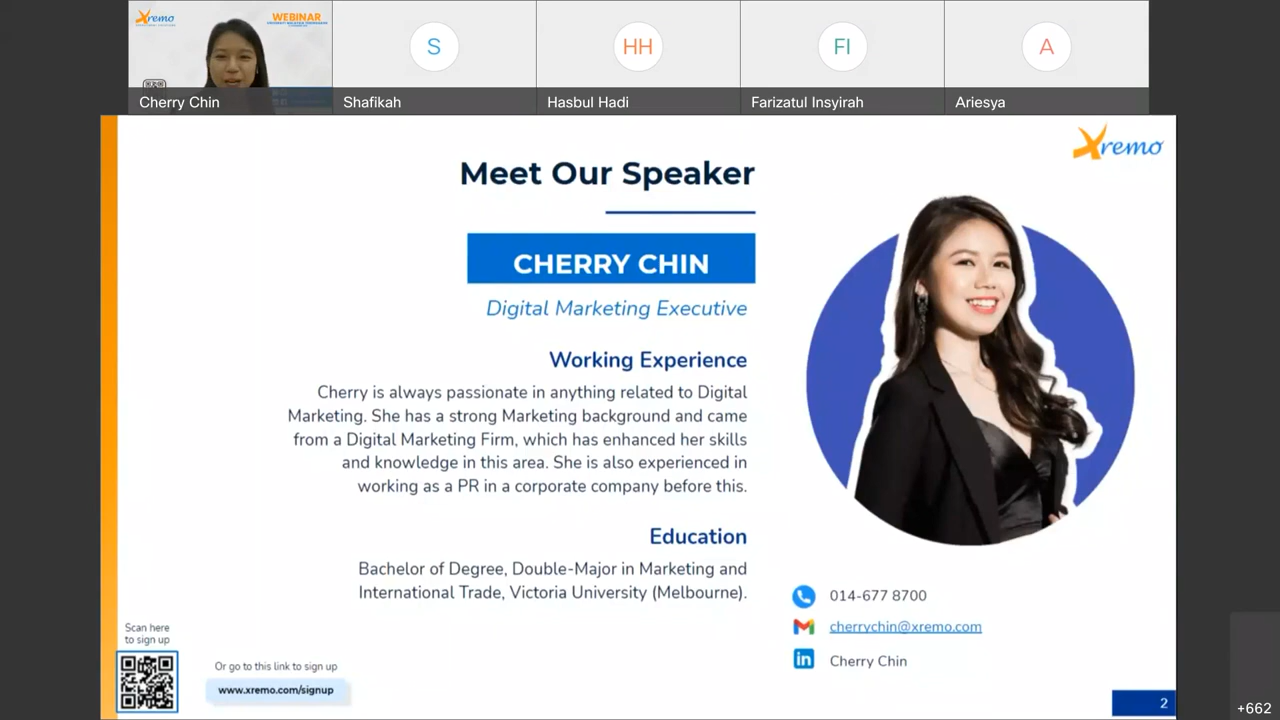 Xremo
WEBINAR
Cherry Chin
Shafikah
Hasbul Hadi
Farizatul Insyirah
Ariesya
S
HH
FI
A
Xremo
Meet Our Speaker
CHERRY CHIN
Digital Marketing Executive
Working Experience
Cherry is always passionate in anything related to Digital
Marketing. She has a strong Marketing background and came
from a Digital Marketing Firm, which has enhanced her skills
and knowledge in this area. She is also experienced in
working as a PR in a corporate company before this.
Education
Bachelor of Degree, Double-Major in Marketing and
International Trade, Victoria University (Melbourne).
014-677 8700
cherrychin@xremo.com
in
Cherry Chin
Scan here
to sign up
Or go to this link to sign up
www.xremo.com/signup
2
+662